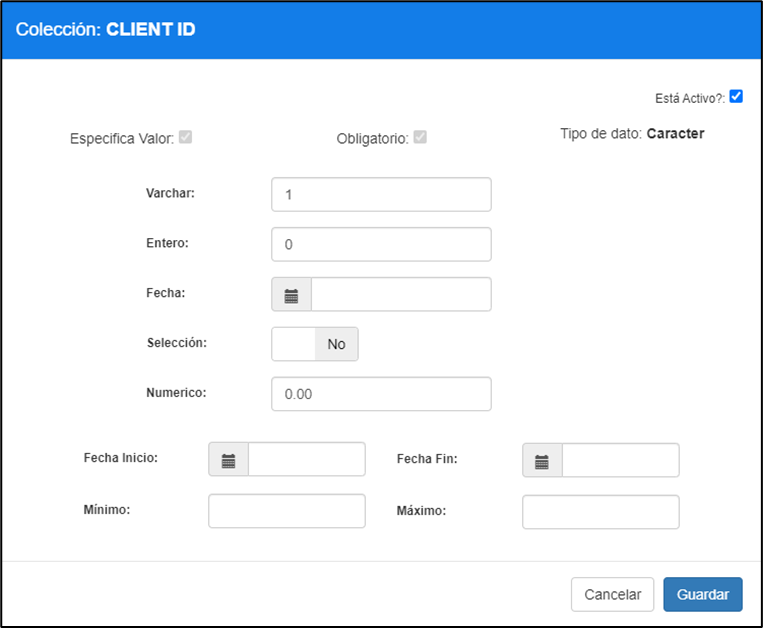 Colección: CLIENT ID
Está Activo?:
Especifica Valor:
Obligatorio:
Tipo de dato: Caracter
Varchar:
1
Entero:
0
Fecha:
Selección:
No
Numerico:
0.00
Fecha Inicio:
Fecha Fin:
Mínimo:
Máximo:
Cancelar
Guardar